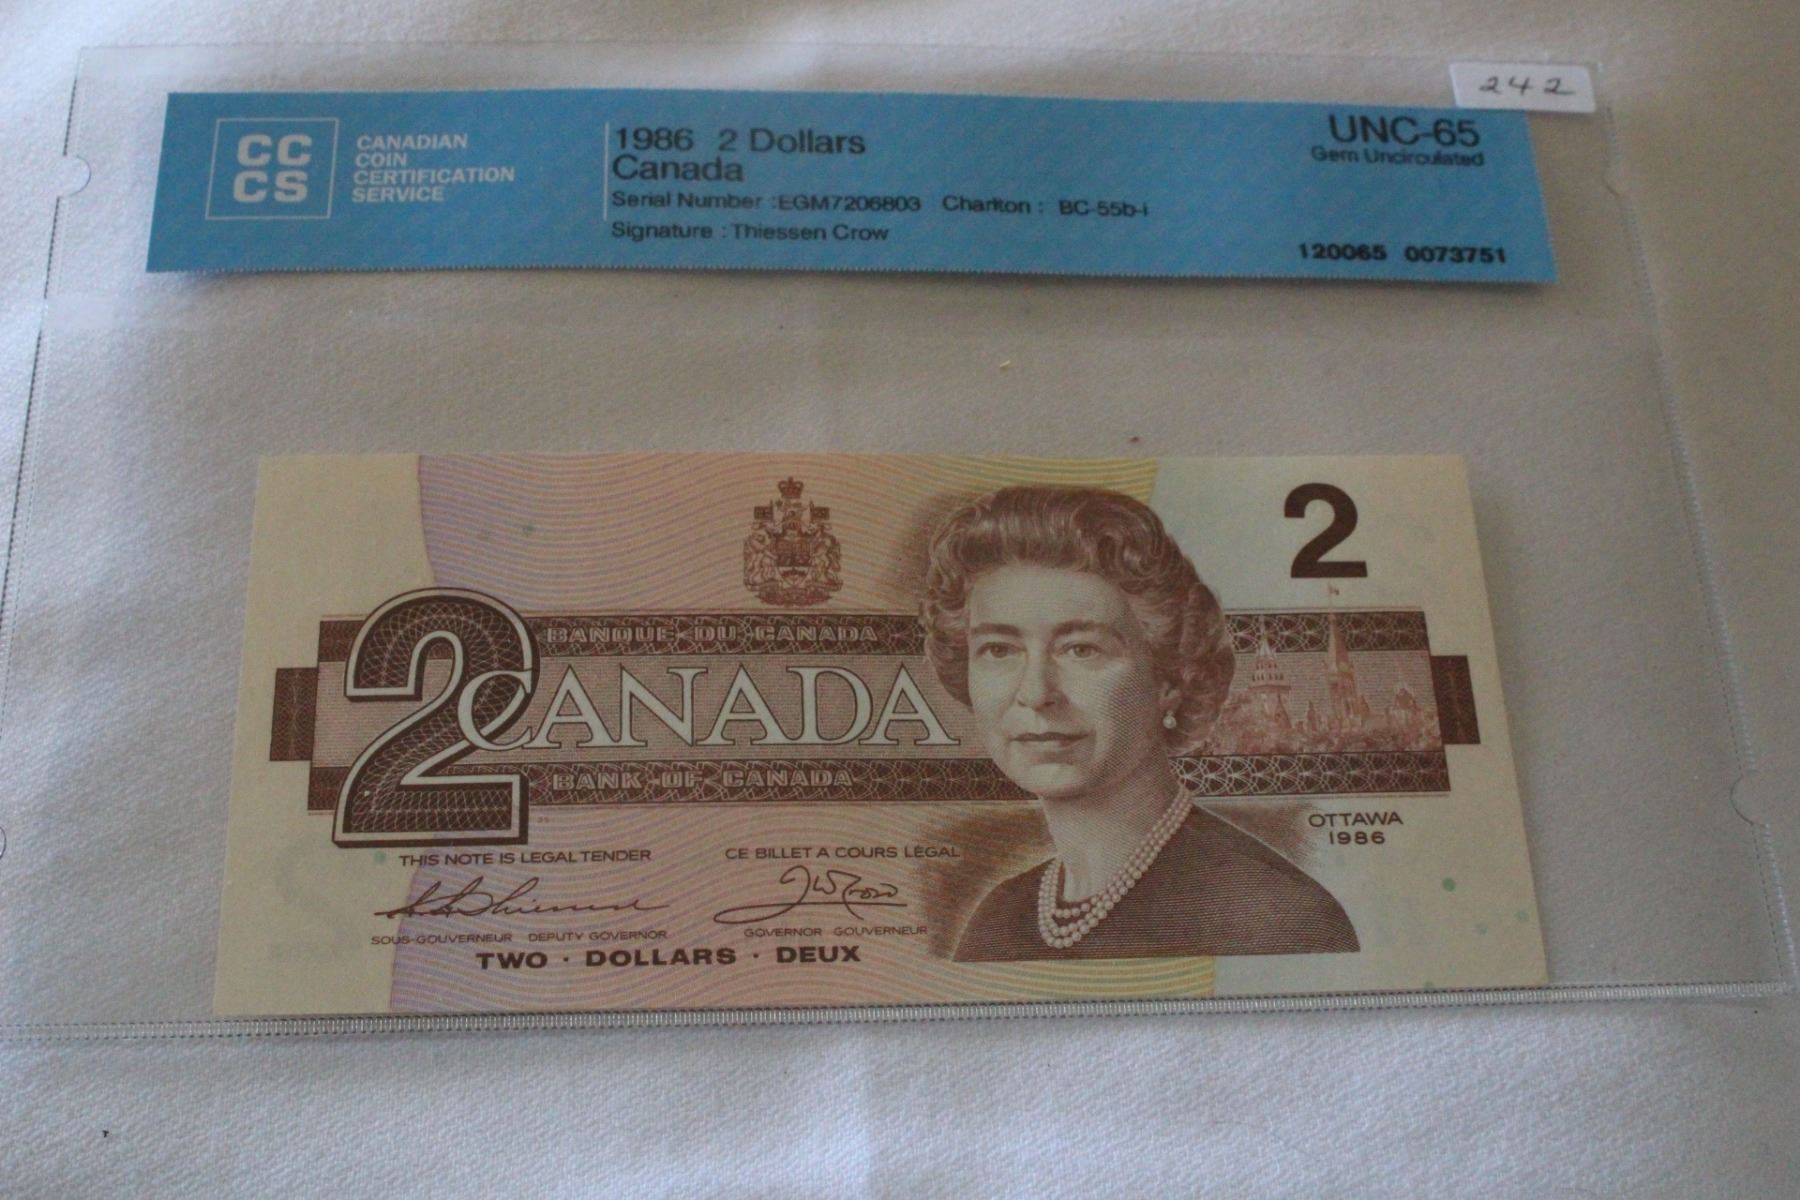 242
CC
CS
CANADIAN
COIN
CERTIFICATION
SERVICE
1986 2 Dollars
Canada
Serial Number :EGM7206803 Charlton : BC-55b-i
Signature : Thiessen Crow
UNC-65
Gem Uncirculated
120065 0073751
2
BANQUE DU CANADA
2
CANADA
BANK OF CANADA
OTTAWA
1986
THIS NOTE IS LEGAL TENDER CE BILLET A COURS LÉGAL
SOUS-GOUVERNEUR DEPUTY GOVERNOR GOVERNOR GOUVERNEUR
TWO · DOLLARS · DEUX